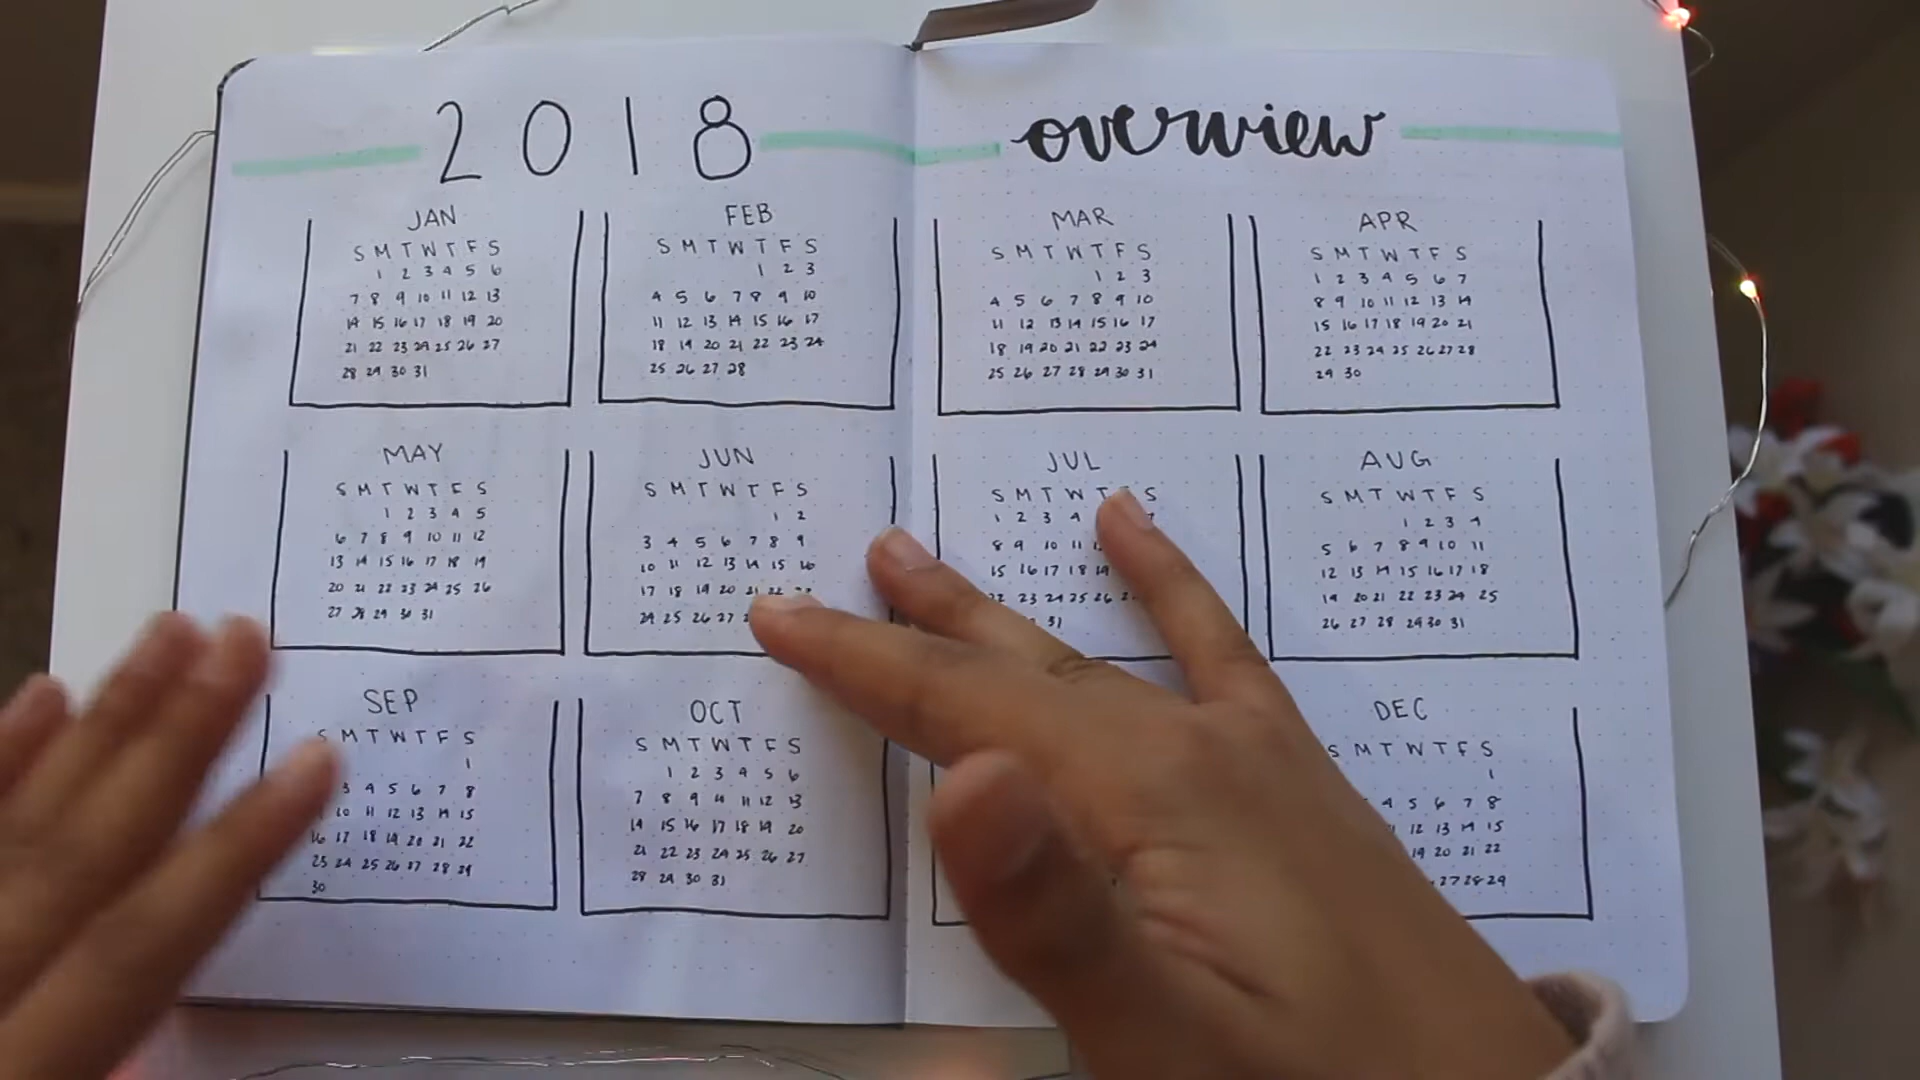 2018 overview
JAN
S M T W T F S
1 2 3 4 5 6
7 8 9 10 11 12 13
14 15 16 17 18 19 20
21 22 23 24 25 26 27
28 29 30 31
FEB
S M T W T F S
1 2 3
4 5 6 7 8 9 10
11 12 13 14 15 16 17
18 19 20 21 22 23 24
25 26 27 28
MAR
S M T W T F S
1 2 3
4 5 6 7 8 9 10
11 12 13 14 15 16 17
18 19 20 21 22 23 24
25 26 27 28 29 30 31
APR
S M T W T F S
1 2 3 4 5 6 7
8 9 10 11 12 13 14
15 16 17 18 19 20 21
22 23 24 25 26 27 28
29 30
MAY
S M T W T F S
1 2 3 4 5
6 7 8 9 10 11 12
13 14 15 16 17 18 19
20 21 22 23 24 25 26
27 28 29 30 31
JUN
S M T W T F S
1 2
3 4 5 6 7 8 9
10 11 12 13 14 15 16
17 18 19 20 21 22
24 25 26 27
JUL
S M T W T S
1 2 3 4 7
8 9 10 11
15 16 17 18 19
23 24 25 26
31
AUG
S M T W T F S
1 2 3 4
5 6 7 8 9 10 11
12 13 14 15 16 17 18
19 20 21 22 23 24 25
26 27 28 29 30 31
SEP
S M T W T F S
1
3 4 5 6 7 8
10 11 12 13 14 15
16 17 18 19 20 21 22
23 24 25 26 27 28 29
30
OCT
S M T W T F S
1 2 3 4 5 6
7 8 9 10 11 12 13
14 15 16 17 18 19 20
21 22 23 24 25 26 27
28 29 30 31
DEC
S M T W T F S
1
4 5 6 7 8
12 13 14 15
19 20 21 22
27 28 29